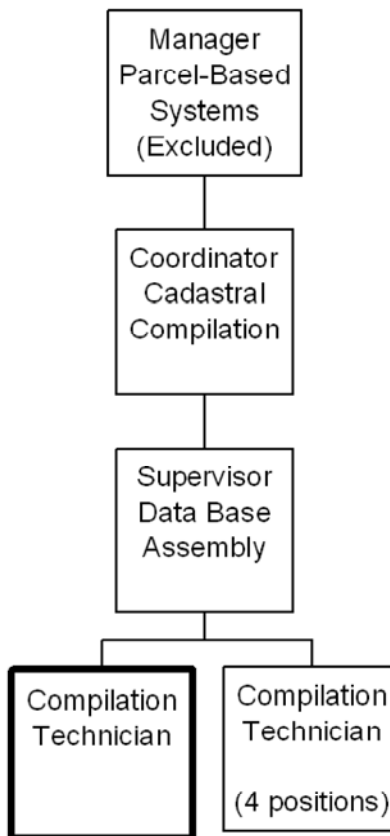 Manager
Parcel-Based
Systems
(Excluded)
Coordinator
Cadastral
Compilation
Supervisor
Data Base
Assembly
Compilation
Technician
Compilation
Technician
(4 positions)